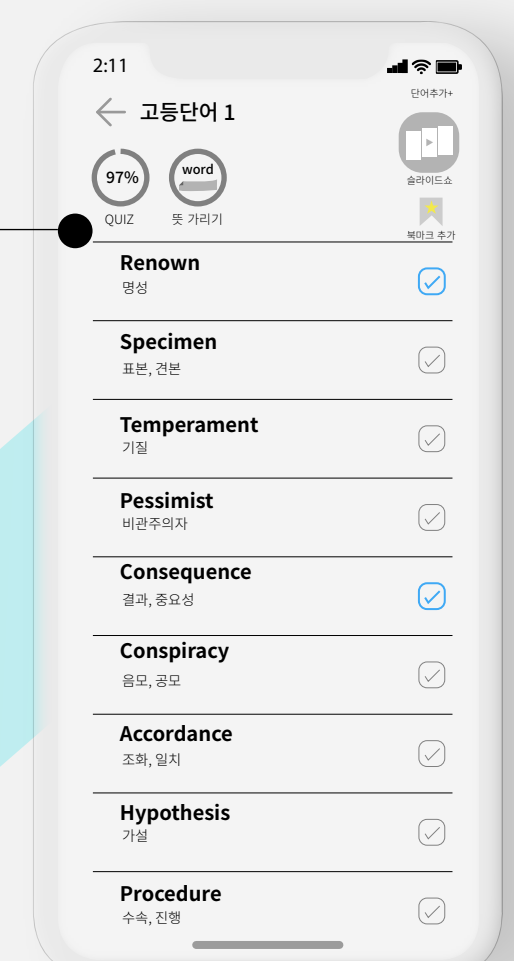 2:11
단어추가+
고등단어 1
97%
word
슬라이드쇼
QUIZ
뜻 가리기
북마크 추가
Renown
명성
Specimen
표본, 견본
Temperament
기질
Pessimist
비관주의자
Consequence
결과, 중요성
Conspiracy
음모, 공모
Accordance
조화, 일치
Hypothesis
가설
Procedure
수속, 진행